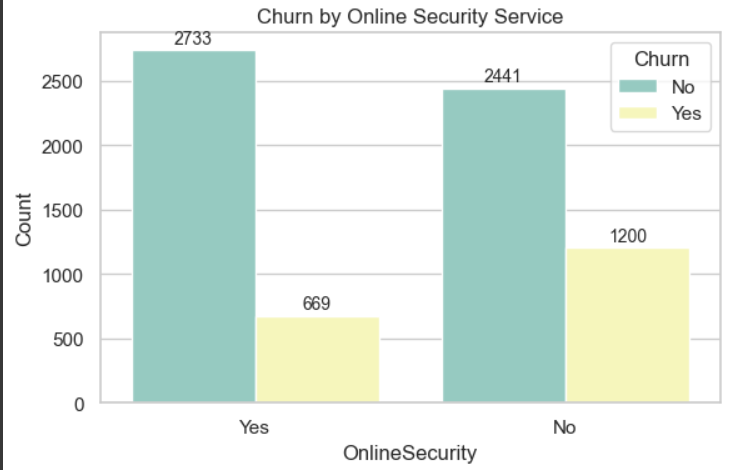 Churn by Online Security Service
Churn
No
Yes
2733
669
2441
1200
2500
2000
1500
1000
500
0
Count
Yes
No
OnlineSecurity